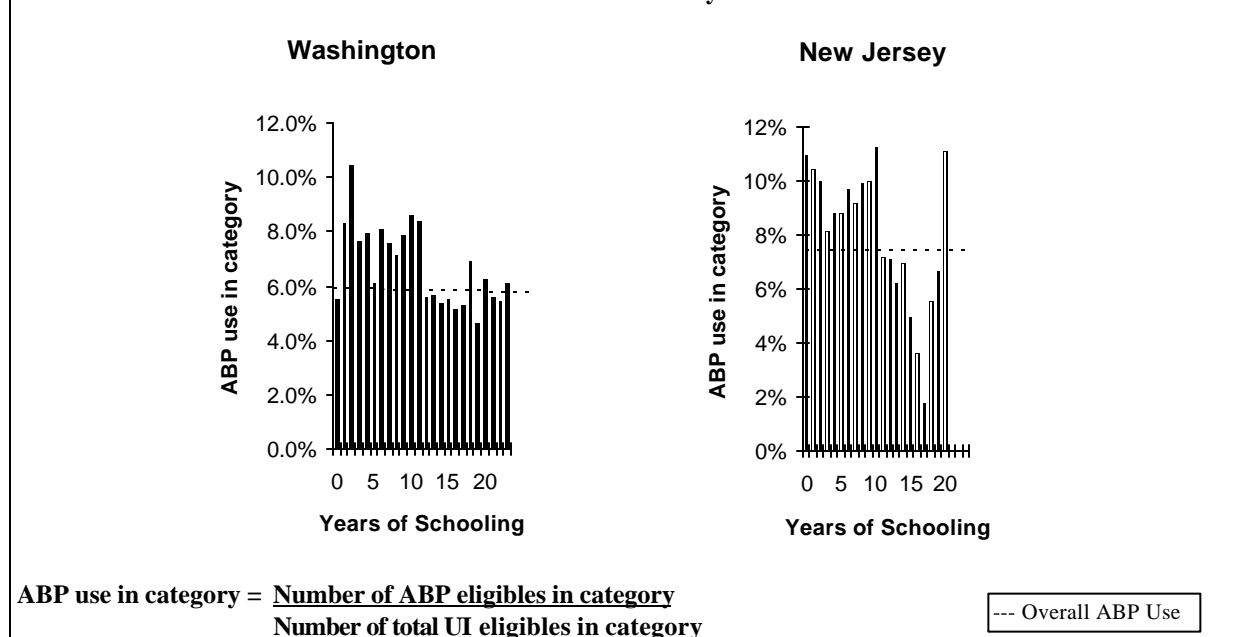 Washington
New Jersey
12.0%
10.0%
8.0%
6.0%
4.0%
2.0%
0.0%
ABP use in category
0 5 10 15 20
Years of Schooling
12%
10%
8%
6%
4%
2%
0%
ABP use in category
0 5 10 15 20
Years of Schooling
ABP use in category = Number of ABP eligibles in category
Number of total UI eligibles in category
--- Overall ABP Use